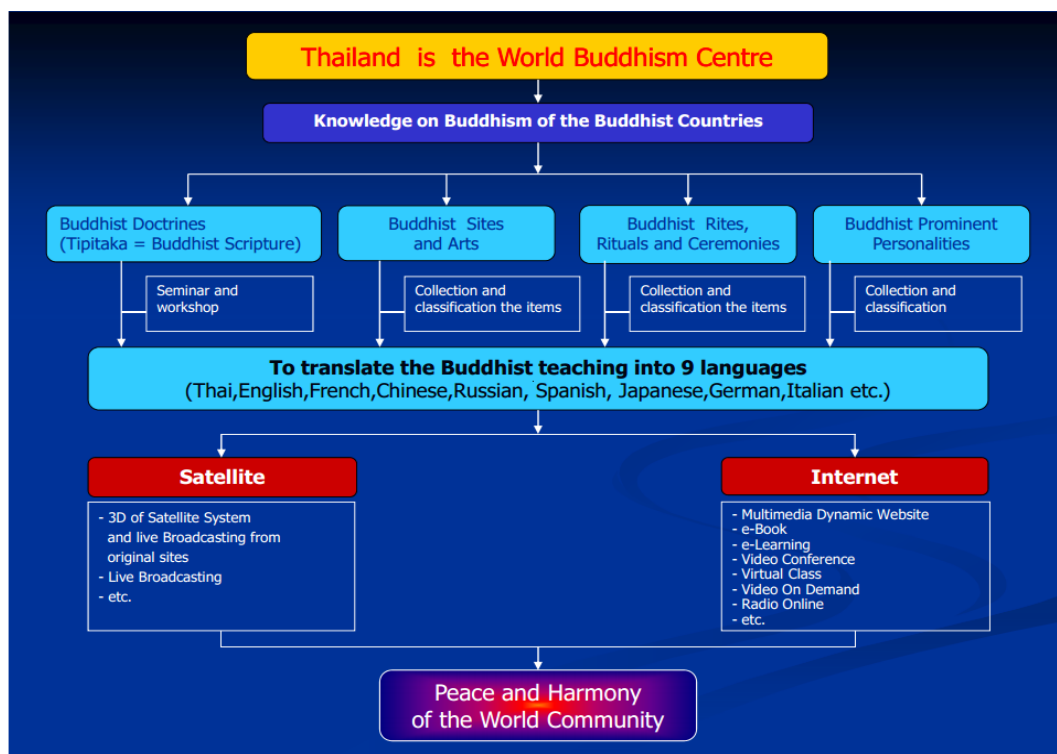 Thailand is the World Buddhism Centre
Knowledge on Buddhism of the Buddhist Countries
Buddhist Doctrines
(Tipitaka = Buddhist Scripture)
Buddhist Sites
and Arts
Buddhist Rites,
Rituals and Ceremonies
Buddhist Prominent
Personalities
Seminar and
workshop
Collection and
classification the items
Collection and
classification the items
Collection and
classification
To translate the Buddhist teaching into 9 languages
(Thai,English,French,Chinese,Russian, Spanish, Japanese,German,Italian etc.)
Satellite
- 3D of Satellite System
and live Broadcasting from
original sites
- Live Broadcasting
- etc.
Internet
- Multimedia Dynamic Website
- e-Book
- e-Learning
- Video Conference
- Virtual Class
- Video On Demand
- Radio Online
- etc.
Peace and Harmony
of the World Community